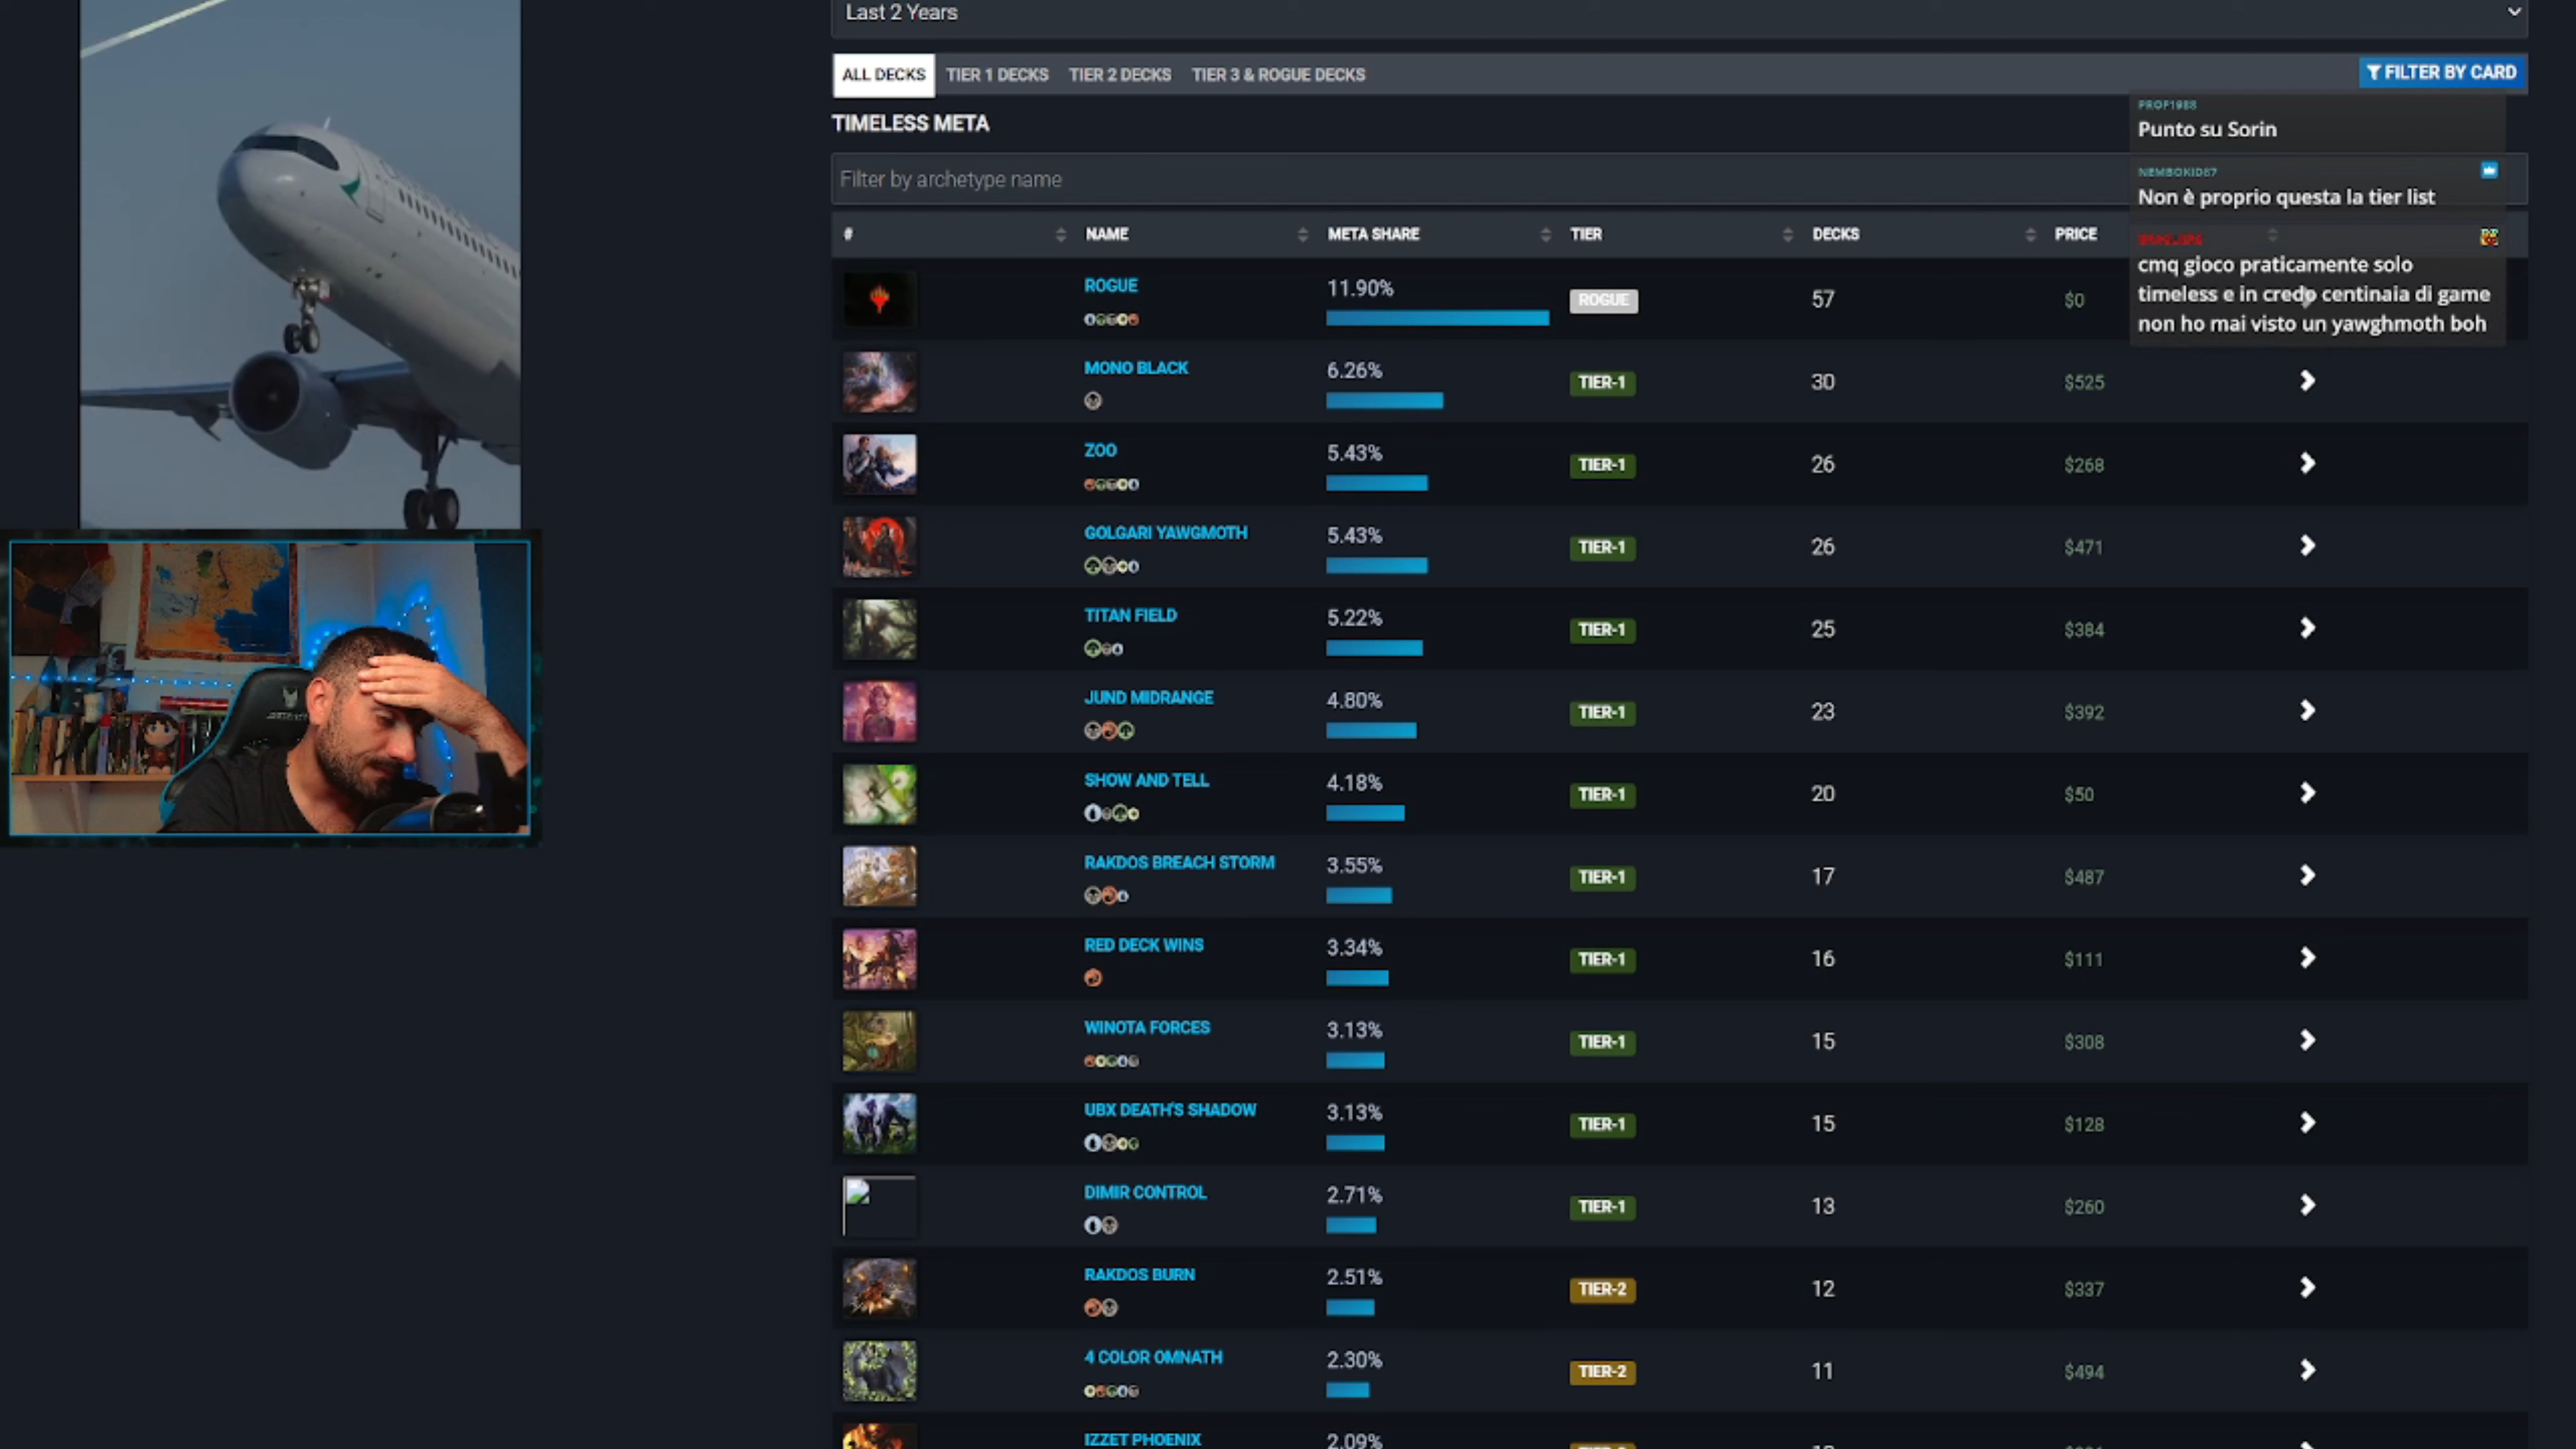 Last 2 Years
ALL DECKS TIER 1 DECKS TIER 2 DECKS TIER 3 & ROGUE DECKS
FILTER BY CARD
TIMELESS META
PROF1988
Punto su Sorin
Filter by archetype name
NEMBOKID87
Non è proprio questa la tier list
# NAME META SHARE TIER DECKS PRICE
cmq gioco praticamente solo
timeless e in credo centinaia di game
non ho mai visto un yawghmoth boh
ROGUE 11.90% ROGUE 57 $0
MONO BLACK 6.26% TIER-1 30 $525
ZOO 5.43% TIER-1 26 $268
GOLGARI YAWGMOTH 5.43% TIER-1 26 $471
TITAN FIELD 5.22% TIER-1 25 $384
JUND MIDRANGE 4.80% TIER-1 23 $392
SHOW AND TELL 4.18% TIER-1 20 $50
RAKDOS BREACH STORM 3.55% TIER-1 17 $487
RED DECK WINS 3.34% TIER-1 16 $111
WINOTA FORCES 3.13% TIER-1 15 $308
UBX DEATH'S SHADOW 3.13% TIER-1 15 $128
DIMIR CONTROL 2.71% TIER-1 13 $260
RAKDOS BURN 2.51% TIER-2 12 $337
4 COLOR OMNATH 2.30% TIER-2 11 $494
IZZET PHOENIX 2.09%